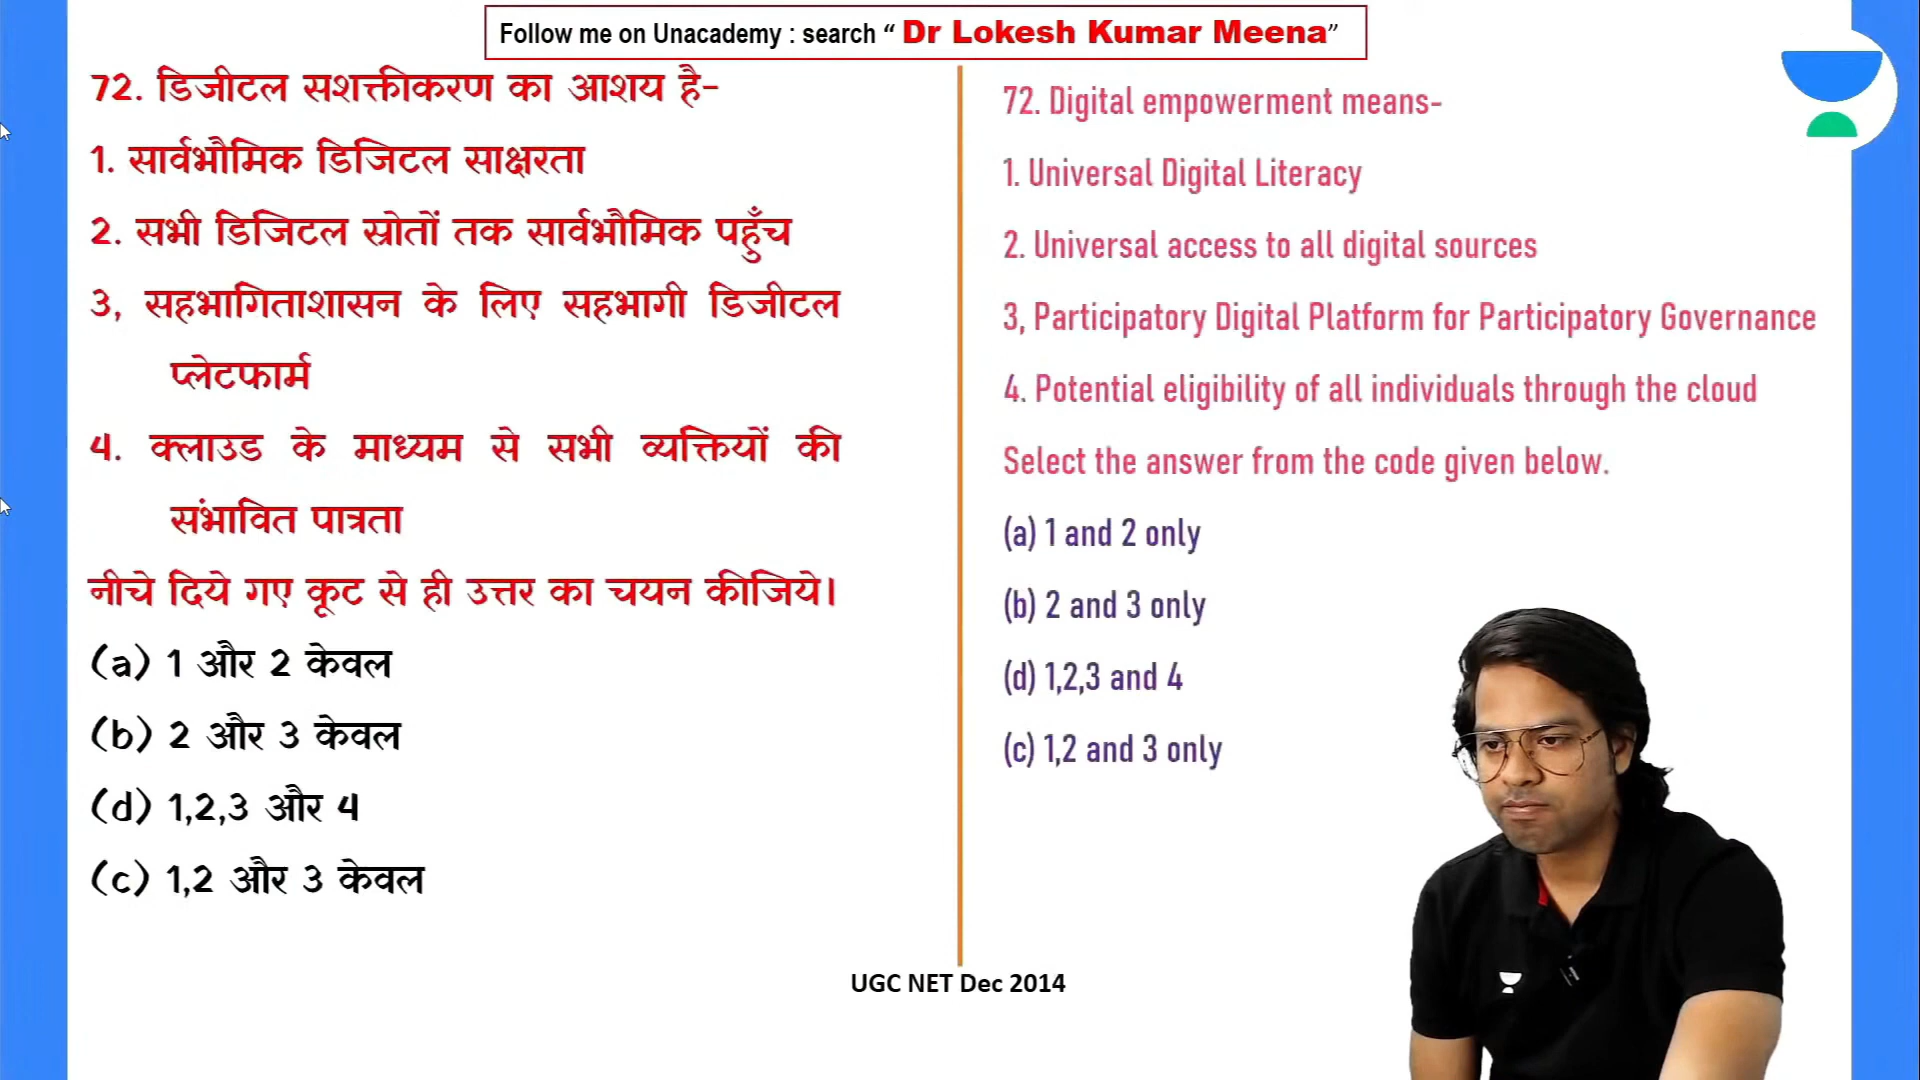 Follow me on Unacademy : search “ Dr Lokesh Kumar Meena”
72. डिजीटल सशक्तीकरण का आशय है-
1. सार्वभौमिक डिजिटल साक्षरता
2. सभी डिजिटल स्रोतों तक सार्वभौमिक पहुँच
3, सहभागिताशासन के लिए सहभागी डिजीटल
प्लेटफार्म
4. क्लाउड के माध्यम से सभी व्यक्तियों की
संभावित पात्रता
नीचे दिये गए कूट से ही उत्तर का चयन कीजिये।
(a) 1 और 2 केवल
(b) 2 और 3 केवल
(d) 1,2,3 और 4
(c) 1,2 और 3 केवल
72. Digital empowerment means-
1. Universal Digital Literacy
2. Universal access to all digital sources
3, Participatory Digital Platform for Participatory Governance
4. Potential eligibility of all individuals through the cloud
Select the answer from the code given below.
(a) 1 and 2 only
(b) 2 and 3 only
(d) 1,2,3 and 4
(c) 1,2 and 3 only
UGC NET Dec 2014